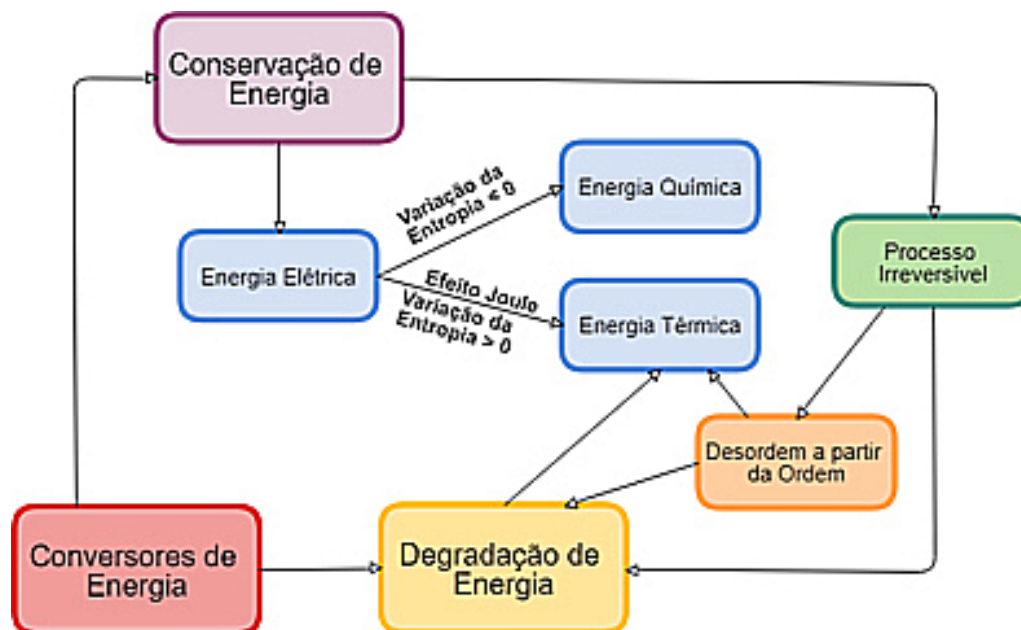 Conservação de
Energia
Variação da
Entropia < 0
Energia Química
Energia Elétrica
Efeito Joule
Variação da
Entropia > 0
Energia Térmica
Processo
Irreversível
Desordem a partir
da Ordem
Conversores de
Energia
Degradação de
Energia